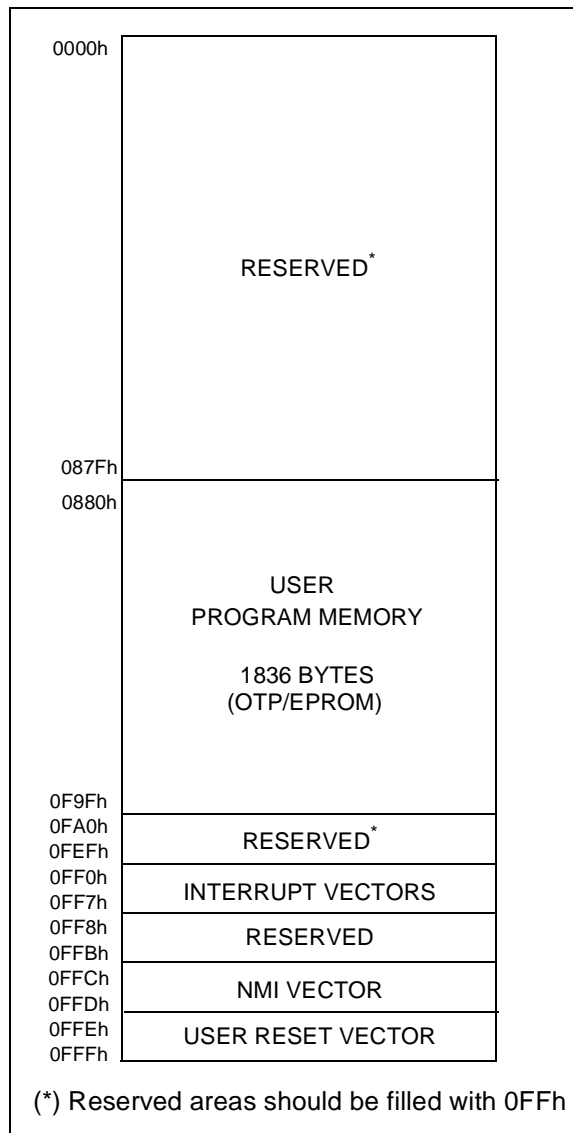 0000h
RESERVED*
087Fh
0880h
USER
PROGRAM MEMORY
1836 BYTES
(OTP/EPROM)
0F9Fh
0FA0h
RESERVED*
0FEFh
0FF0h
INTERRUPT VECTORS
0FF7h
0FF8h
RESERVED
0FFBh
0FFCh
NMI VECTOR
0FFDh
0FFEh
USER RESET VECTOR
0FFFh
(*) Reserved areas should be filled with 0FFh